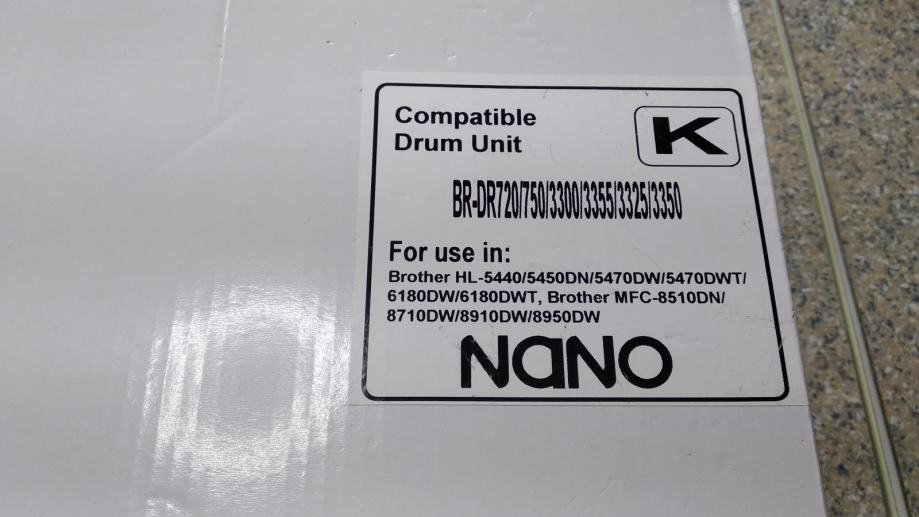 Compatible
Drum Unit
K
BR-DR720/750/3300/3355/3325/3350
For use in:
Brother HL-5440/5450DN/5470DW/5470DWT/
6180DW/6180DWT, Brother MFC-8510DN/
8710DW/8910DW/8950DW
NaNO